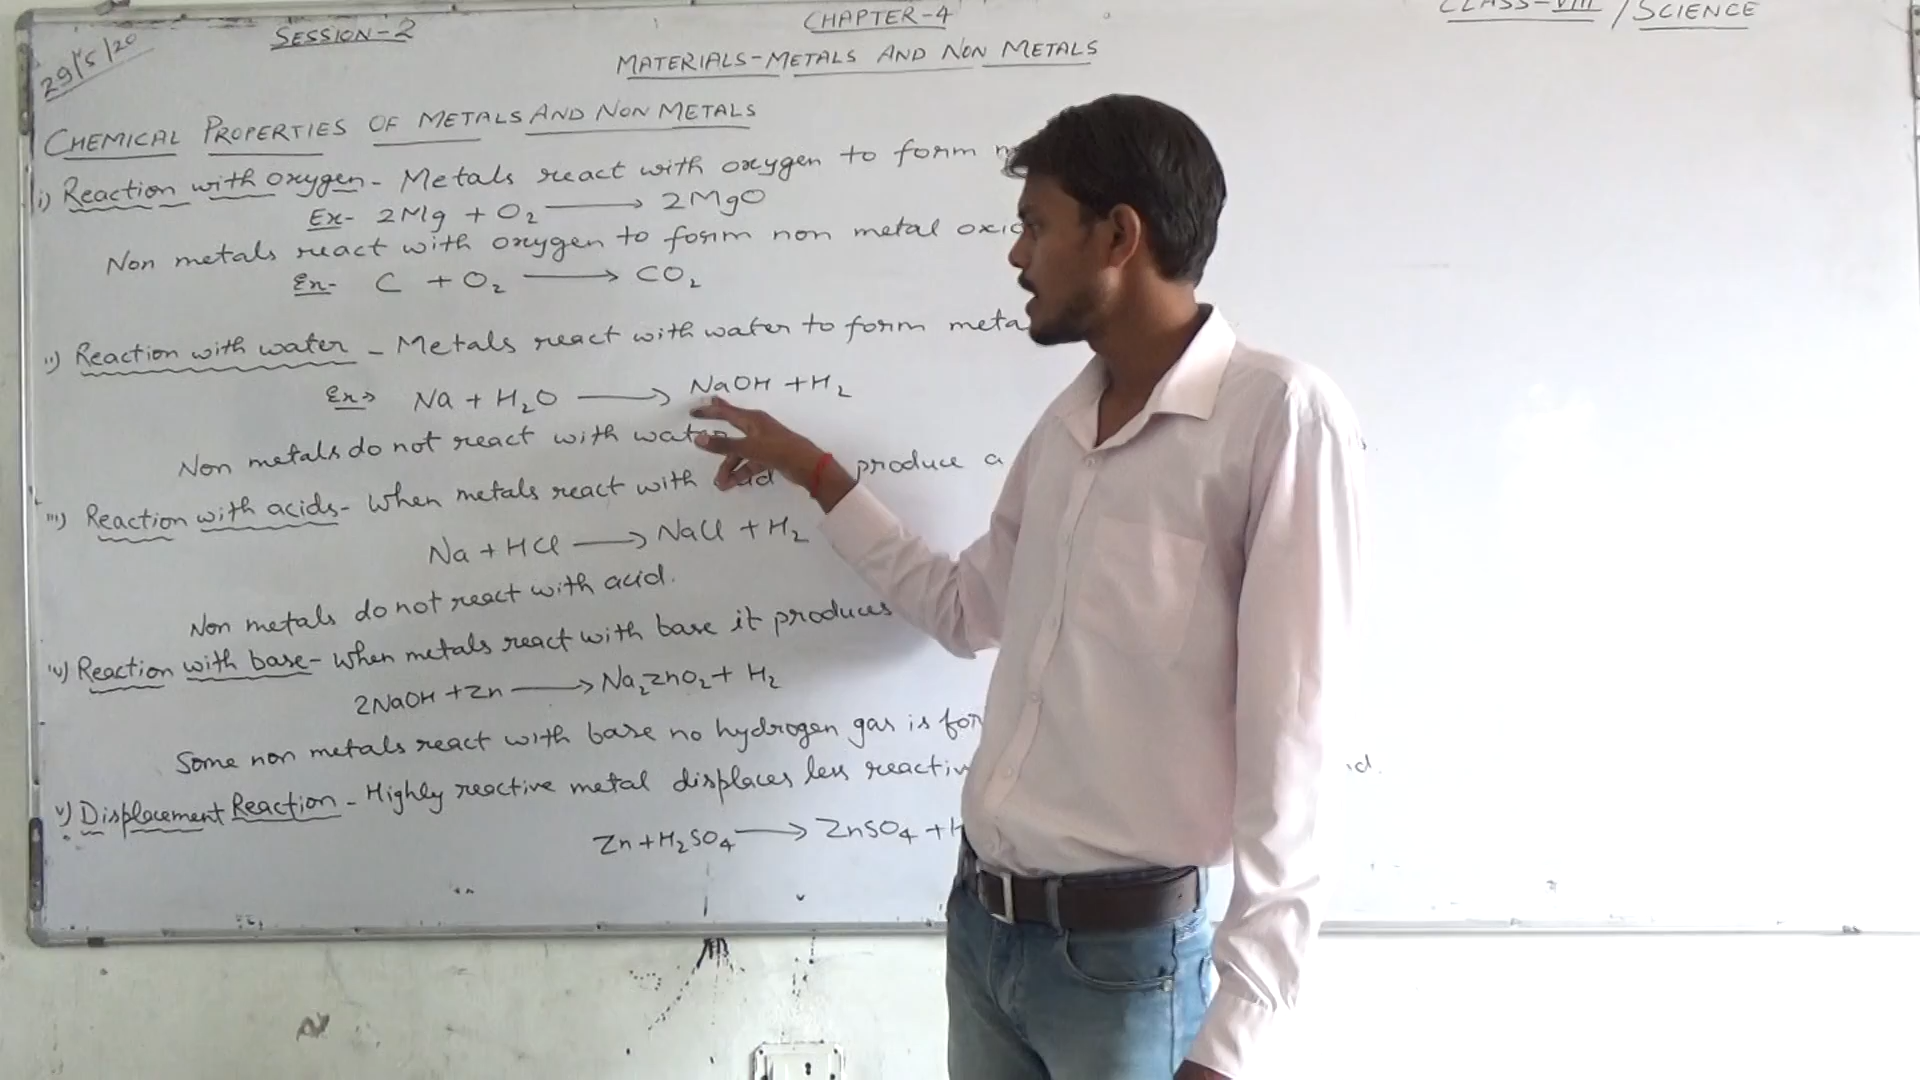 29/5/20
SESSION-2
CHAPTER-4
CLASS-VIII / SCIENCE
MATERIALS-METALS AND NON METALS
CHEMICAL PROPERTIES OF METALS AND NON METALS
i) Reaction with oxygen - Metals react with oxygen to form
Ex- 2Mg + O₂ ⟶ 2MgO
Non metals react with oxygen to form non metal
Ex- C + O₂ ⟶ CO₂
ii) Reaction with water - Metals react with water to form
Ex→ Na + H₂O ⟶ NaOH + H₂
Non metals do not react with water
iii) Reaction with acids - When metals react with acid produce a
Na + HCl ⟶ NaCl + H₂
Non metals do not react with acid.
iv) Reaction with base - When metals react with base it produces
2NaOH + Zn ⟶ Na₂ZnO₂ + H₂
Some non metals react with base no hydrogen gas is
v) Displacement Reaction - Highly reactive metal displaces less
Zn + H₂SO₄ ⟶ ZnSO₄ +